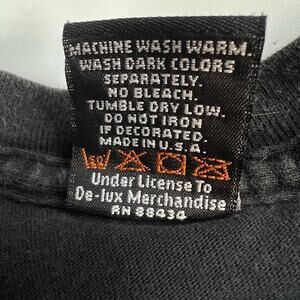 MACHINE WASH WARM.
WASH DARK COLORS
SEPARATELY.
NO BLEACH.
TUMBLE DRY LOW.
DO NOT IRON
IF DECORATED.
MADE IN U.S.A.
Under License To
De-lux Merchandise
RN 88434